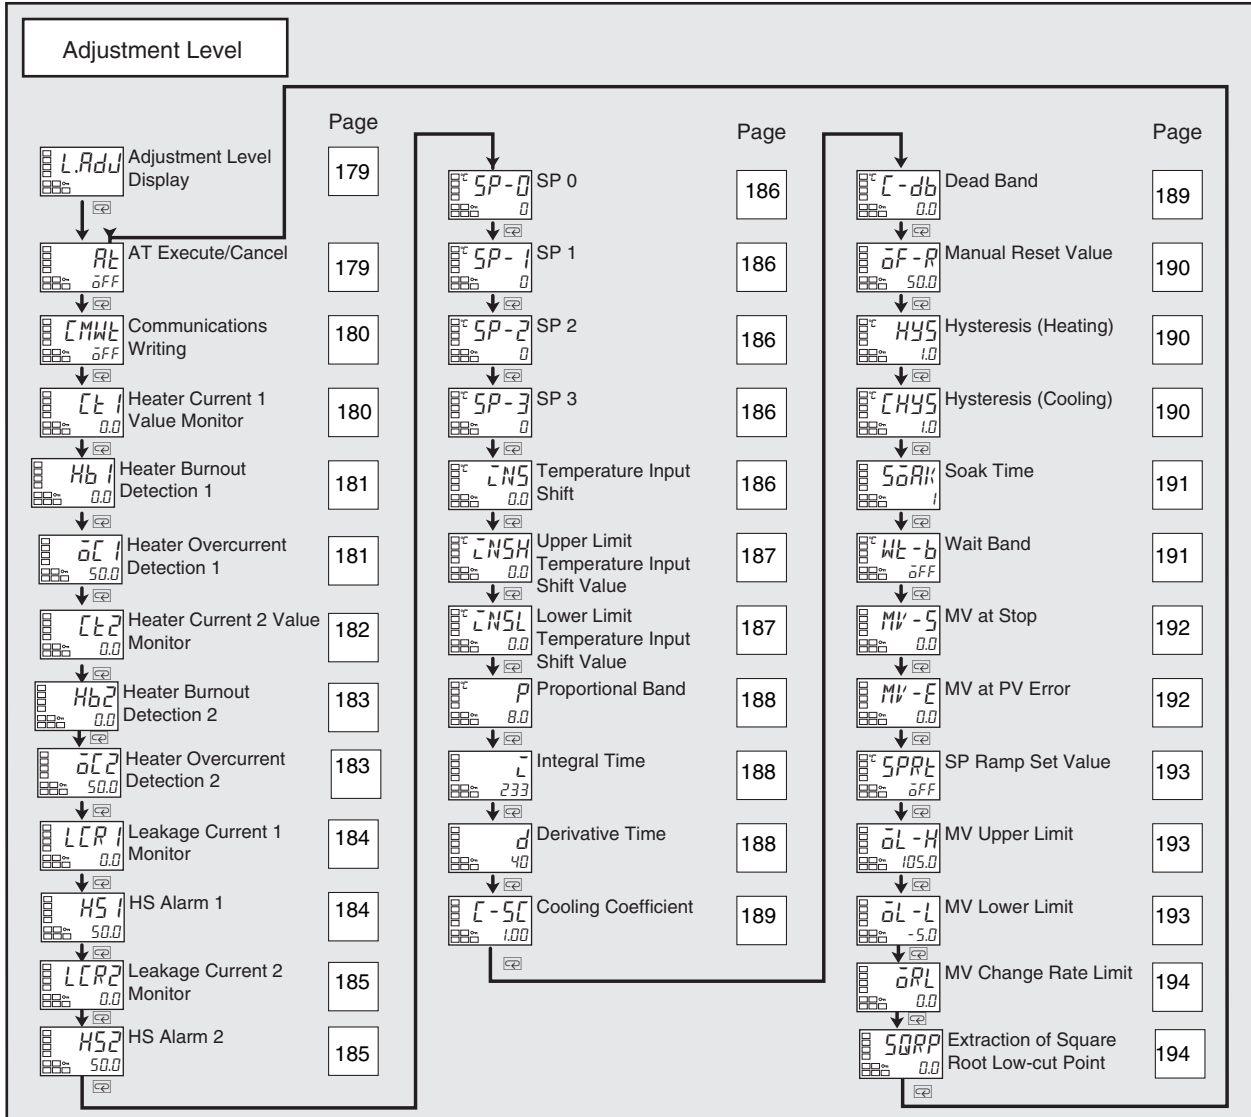 Adjustment Level
Page
L.AdJ
Adjustment Level
Display
179
At
oFF
AT Execute/Cancel
179
CMWt
oFF
Communications
Writing
180
Ct1
0.0
Heater Current 1
Value Monitor
180
Hb1
0.0
Heater Burnout
Detection 1
181
oC1
50.0
Heater Overcurrent
Detection 1
181
Ct2
0.0
Heater Current 2 Value
Monitor
182
Hb2
0.0
Heater Burnout
Detection 2
183
oC2
50.0
Heater Overcurrent
Detection 2
183
LCR1
0.0
Leakage Current 1
Monitor
184
HS1
50.0
HS Alarm 1
184
LCR2
0.0
Leakage Current 2
Monitor
185
HS2
50.0
HS Alarm 2
185
Page
°C
SP-0
0
SP 0
186
°C
SP-1
0
SP 1
186
°C
SP-2
0
SP 2
186
°C
SP-3
0
SP 3
186
°C
iNS
0.0
Temperature Input
Shift
186
°C
iNSH
0.0
Upper Limit
Temperature Input
Shift Value
187
°C
iNSL
0.0
Lower Limit
Temperature Input
Shift Value
187
°C
P
8.0
Proportional Band
188
i
233
Integral Time
188
d
40
Derivative Time
188
C-SC
1.00
Cooling Coefficient
189
Page
°C
C-db
0.0
Dead Band
189
oF-R
50.0
Manual Reset Value
190
°C
HYS
1.0
Hysteresis (Heating)
190
°C
CHYS
1.0
Hysteresis (Cooling)
190
SoAK
1
Soak Time
191
°C
Wt-b
oFF
Wait Band
191
MV-S
0.0
MV at Stop
192
MV-E
0.0
MV at PV Error
192
°C
SPRt
oFF
SP Ramp Set Value
193
oL-H
105.0
MV Upper Limit
193
oL-L
-5.0
MV Lower Limit
193
oRL
0.0
MV Change Rate Limit
194
SQRP
0.0
Extraction of Square
Root Low-cut Point
194